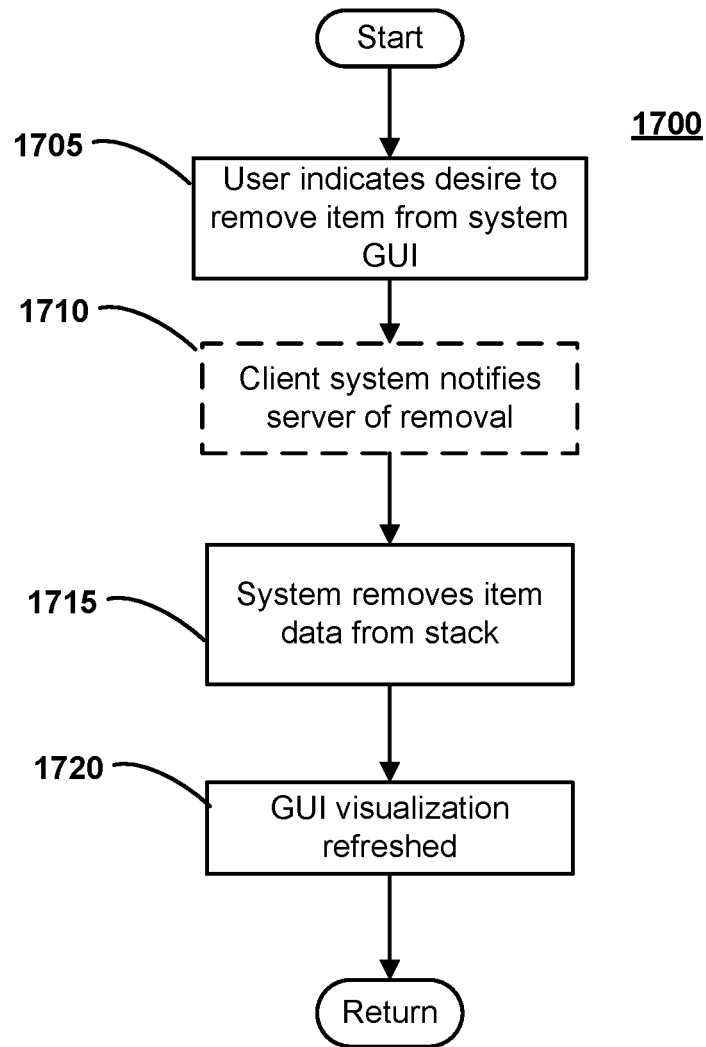 Start
1700
1705
User indicates desire to
remove item from system
GUI
1710
Client system notifies
server of removal
1715
System removes item
data from stack
1720
GUI visualization
refreshed
Return